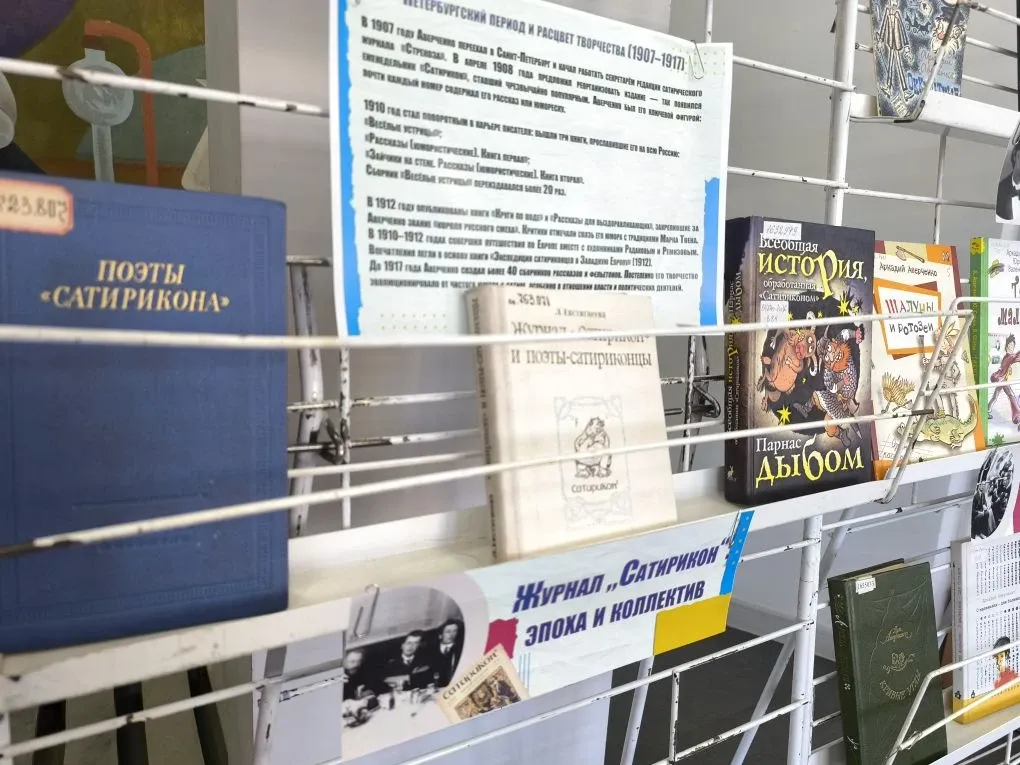 Петербургский период и расцвет творчества (1907–1917)
В 1907 году Аверченко переехал в Санкт-Петербург и начал работать секретарём редакции сатирического
журнала «Стрекоза». В апреле 1908 года предложил реорганизовать издание — так появился
еженедельник «Сатирикон», ставший чрезвычайно популярным. Аверченко был его ключевой фигурой:
почти каждый номер содержал его рассказ или юмореску.
1910 год стал поворотным в карьере писателя: вышли три книги, прославившие его на всю Россию:
«Весёлые устрицы»;
«Рассказы (юмористические). Книга первая»;
«Зайчики на стене. Рассказы (юмористические). Книга вторая».
Сборник «Весёлые устрицы» переиздавался более 20 раз.
В 1912 году опубликованы книги «Круги по воде» и «Рассказы для выздоравливающих», закрепившие за
Аверченко звание «короля русского смеха». Критики отмечали связь его юмора с традициями Марка Твена.
В 1910–1912 годах совершил путешествия по Европе вместе с художниками Радаковым и Ремизовым.
Впечатления легли в основу книги «Экспедиция сатириконцев в Западную Европу» (1912).
До 1917 года Аверченко создал более 40 сборников рассказов и фельетонов. Постепенно его творчество
эволюционировало от чистого юмора к сатире, особенно в отношении власти и политических деятелей.
ПОЭТЫ
«САТИРИКОНА»
763.071
Л. Евстигнеева
Журнал «Сатирикон»
и поэты-сатириконцы
Сатирикон
Всеобщая
ИСТОРИЯ,
обработанная
"Сатириконом"
Парнас
ДЫБОМ
Аркадий Аверченко
ШАЛУНЫ
И РОТОЗЕИ
Аркадий
Журнал „Сатирикон":
эпоха и коллектив
САТИРИКОН